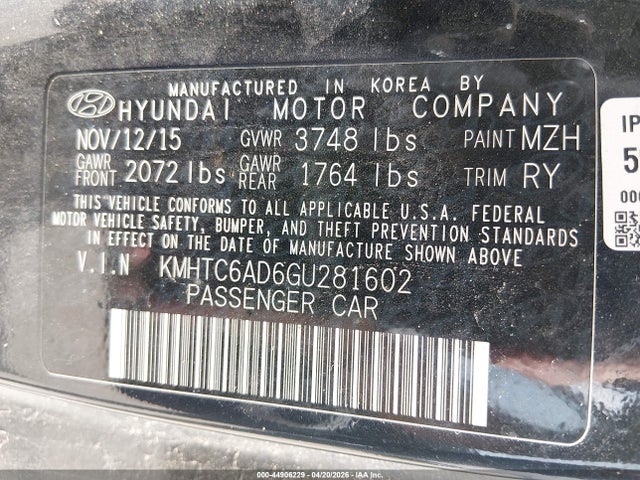 MANUFACTURED IN KOREA BY
HYUNDAI MOTOR COMPANY
NOV/12/15 GVWR 3748 lbs PAINT MZH
GAWR FRONT 2072 lbs GAWR REAR 1764 lbs TRIM RY
THIS VEHICLE CONFORMS TO ALL APPLICABLE U.S.A. FEDERAL
MOTOR VEHICLE SAFETY, BUMPER, AND THEFT PREVENTION STANDARDS
IN EFFECT ON THE DATE OF MANUFACTURE SHOWN ABOVE
V.I.N KMHTC6AD6GU281602
PASSENGER CAR
IP
5
000
000-44906229 - 04/20/2026 - IAA Inc.